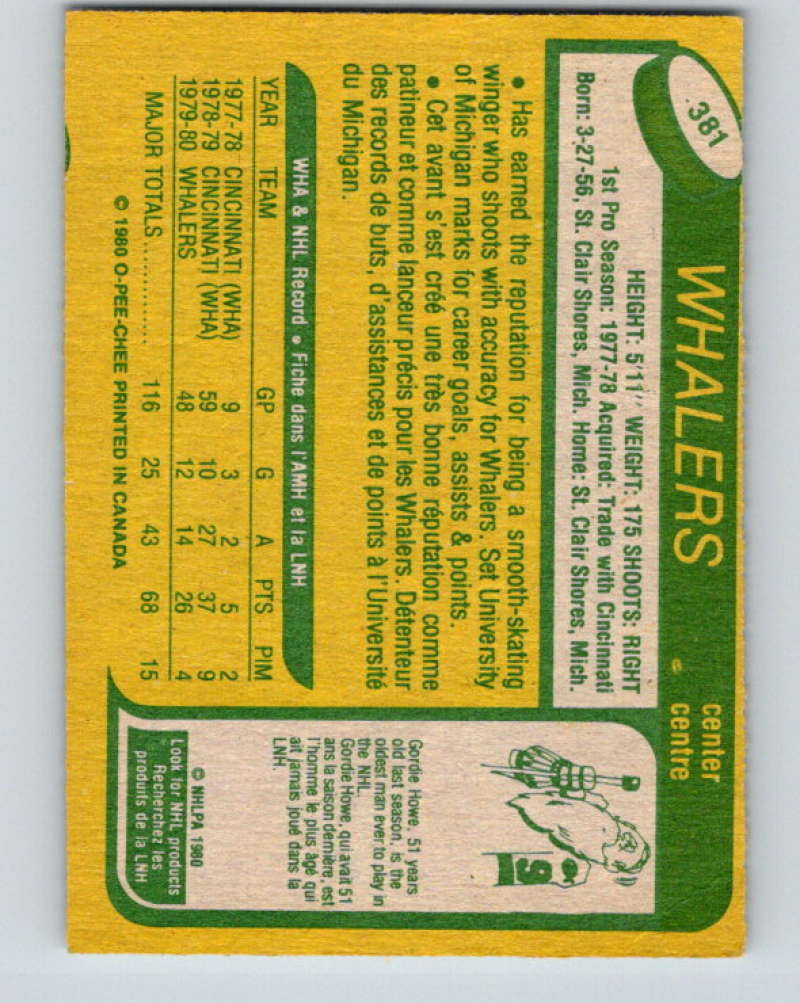 381
WHALERS
center
centre
HEIGHT: 5'11'' WEIGHT: 175 SHOOTS: RIGHT
1st Pro Season: 1977-78 Acquired: Trade with Cincinnati
Born: 3-27-56, St. Clair Shores, Mich. Home: St. Clair Shores, Mich.
• Has earned the reputation for being a smooth-skating
winger who shoots with accuracy for Whalers. Set University
of Michigan marks for career goals, assists & points.
• Cet avant s'est créé une très bonne réputation comme
patineur et comme lanceur précis pour les Whalers. Détenteur
des records de buts, d'assistances et de points à l'Université
du Michigan.
WHA & NHL Record • Fiche dans l'AMH et la LNH
YEAR TEAM GP G A PTS PIM
1977-78 CINCINNATI (WHA) 9 3 2 5 2
1978-79 CINCINNATI (WHA) 59 10 27 37 9
1979-80 WHALERS 48 12 14 26 4
MAJOR TOTALS .............. 116 25 43 68 15
© 1980 O-PEE-CHEE PRINTED IN CANADA
9
Gordie Howe, 51 years
old last season, is the
oldest man ever to play in
the NHL.
Gordie Howe, qui avait 51
ans la saison dernière, est
l'homme le plus âgé qui
ait jamais joué dans la
LNH.
© NHLPA 1980
Look for NHL products
Recherchez les
produits de la LNH